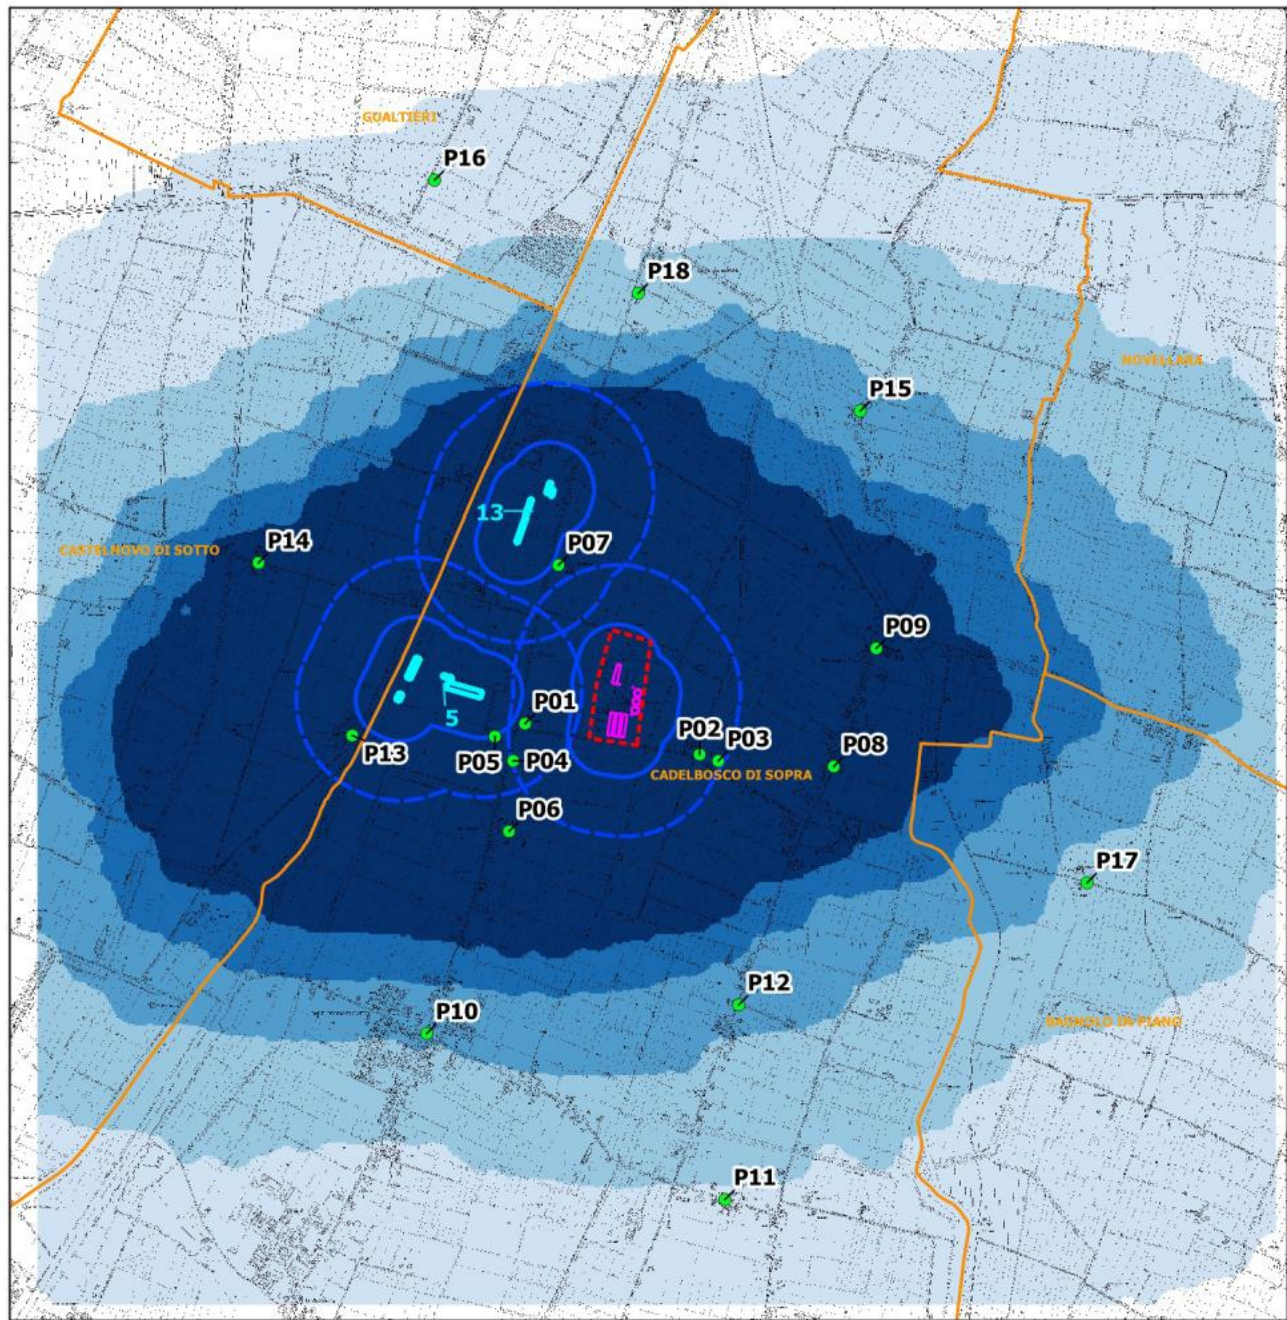 GUALTIERI
P16
P18
NOVELLARA
P15
13
CASTELNOVO DI SOTTO
P14
P07
P09
P01
5
P02
P03
P13
P05
P04
P08
CADELBOSCO DI SOPRA
P06
P17
P12
P10
BAGNOLO IN PIANO
P11